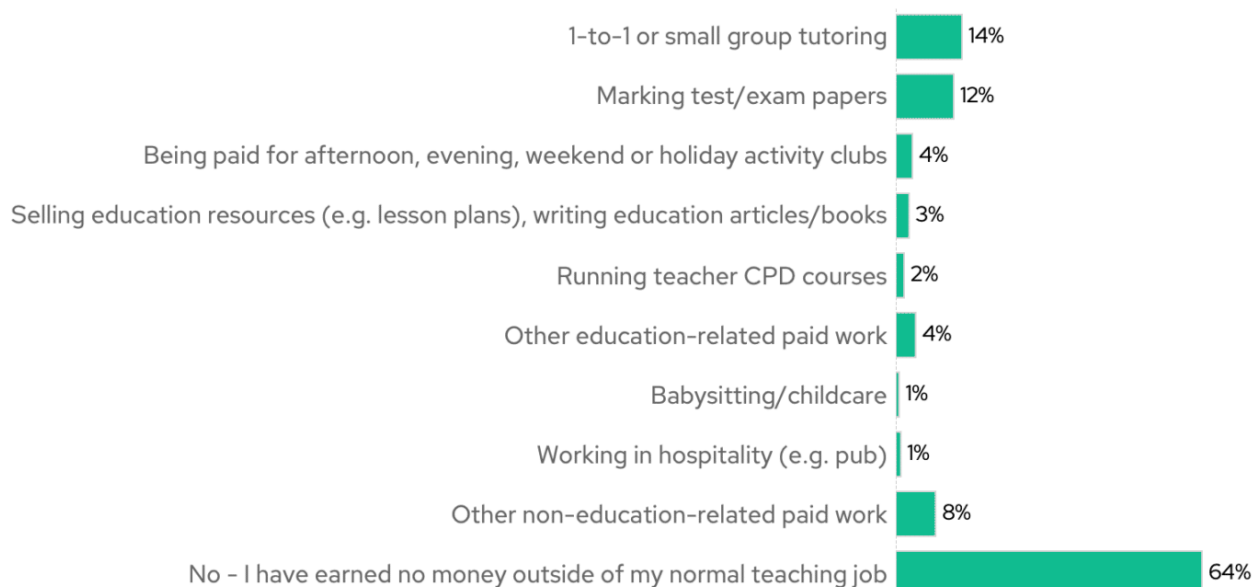 1-to-1 or small group tutoring 14%
Marking test/exam papers 12%
Being paid for afternoon, evening, weekend or holiday activity clubs 4%
Selling education resources (e.g. lesson plans), writing education articles/books 3%
Running teacher CPD courses 2%
Other education-related paid work 4%
Babysitting/childcare 1%
Working in hospitality (e.g. pub) 1%
Other non-education-related paid work 8%
No - I have earned no money outside of my normal teaching job 64%